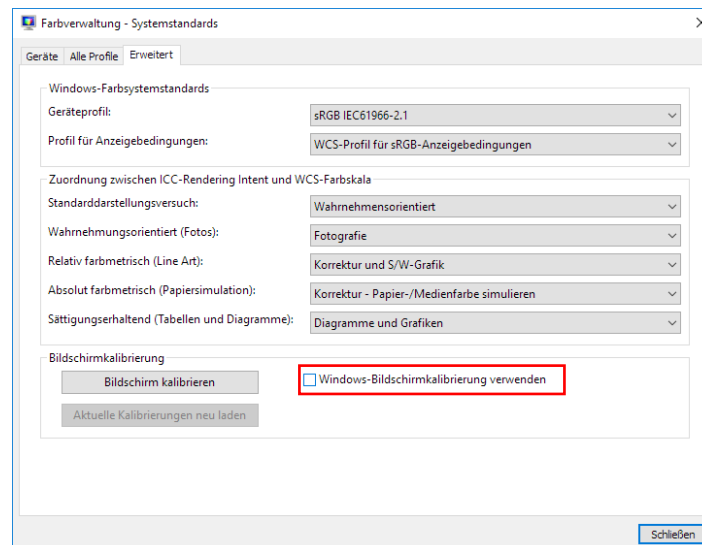 Farbverwaltung - Systemstandards
Geräte Alle Profile Erweitert
Windows-Farbsystemstandards
Geräteprofil: sRGB IEC61966-2.1
Profil für Anzeigebedingungen: WCS-Profil für sRGB-Anzeigebedingungen
Zuordnung zwischen ICC-Rendering Intent und WCS-Farbskala
Standarddarstellungsversuch: Wahrnehmensorientiert
Wahrnehmungsorientiert (Fotos): Fotografie
Relativ farbmetrisch (Line Art): Korrektur und S/W-Grafik
Absolut farbmetrisch (Papiersimulation): Korrektur - Papier-/Medienfarbe simulieren
Sättigungserhaltend (Tabellen und Diagramme): Diagramme und Grafiken
Bildschirmkalibrierung
Bildschirm kalibrieren Windows-Bildschirmkalibrierung verwenden
Aktuelle Kalibrierungen neu laden
Schließen